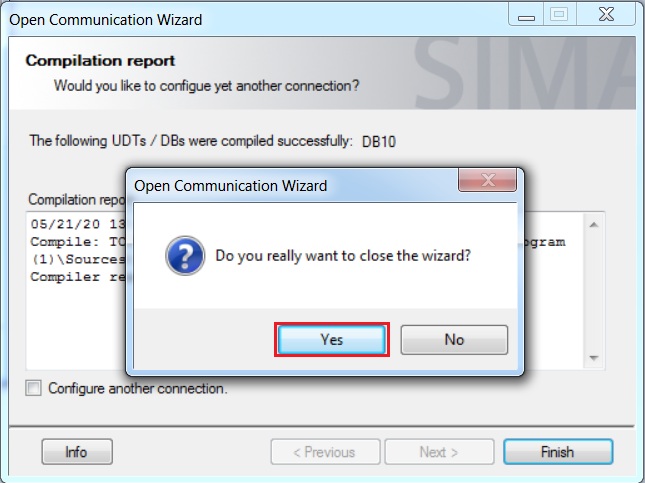 Open Communication Wizard
Compilation report
Would you like to configue yet another connection?
SIMA
The following UDTs / DBs were compiled successfully: DB10
Open Communication Wizard
Compilation repo
05/21/20 13
Compile: TC
ogram
(1)\Sources
Compiler re
Do you really want to close the wizard?
Yes
No
Configure another connection.
Info
< Previous
Next >
Finish